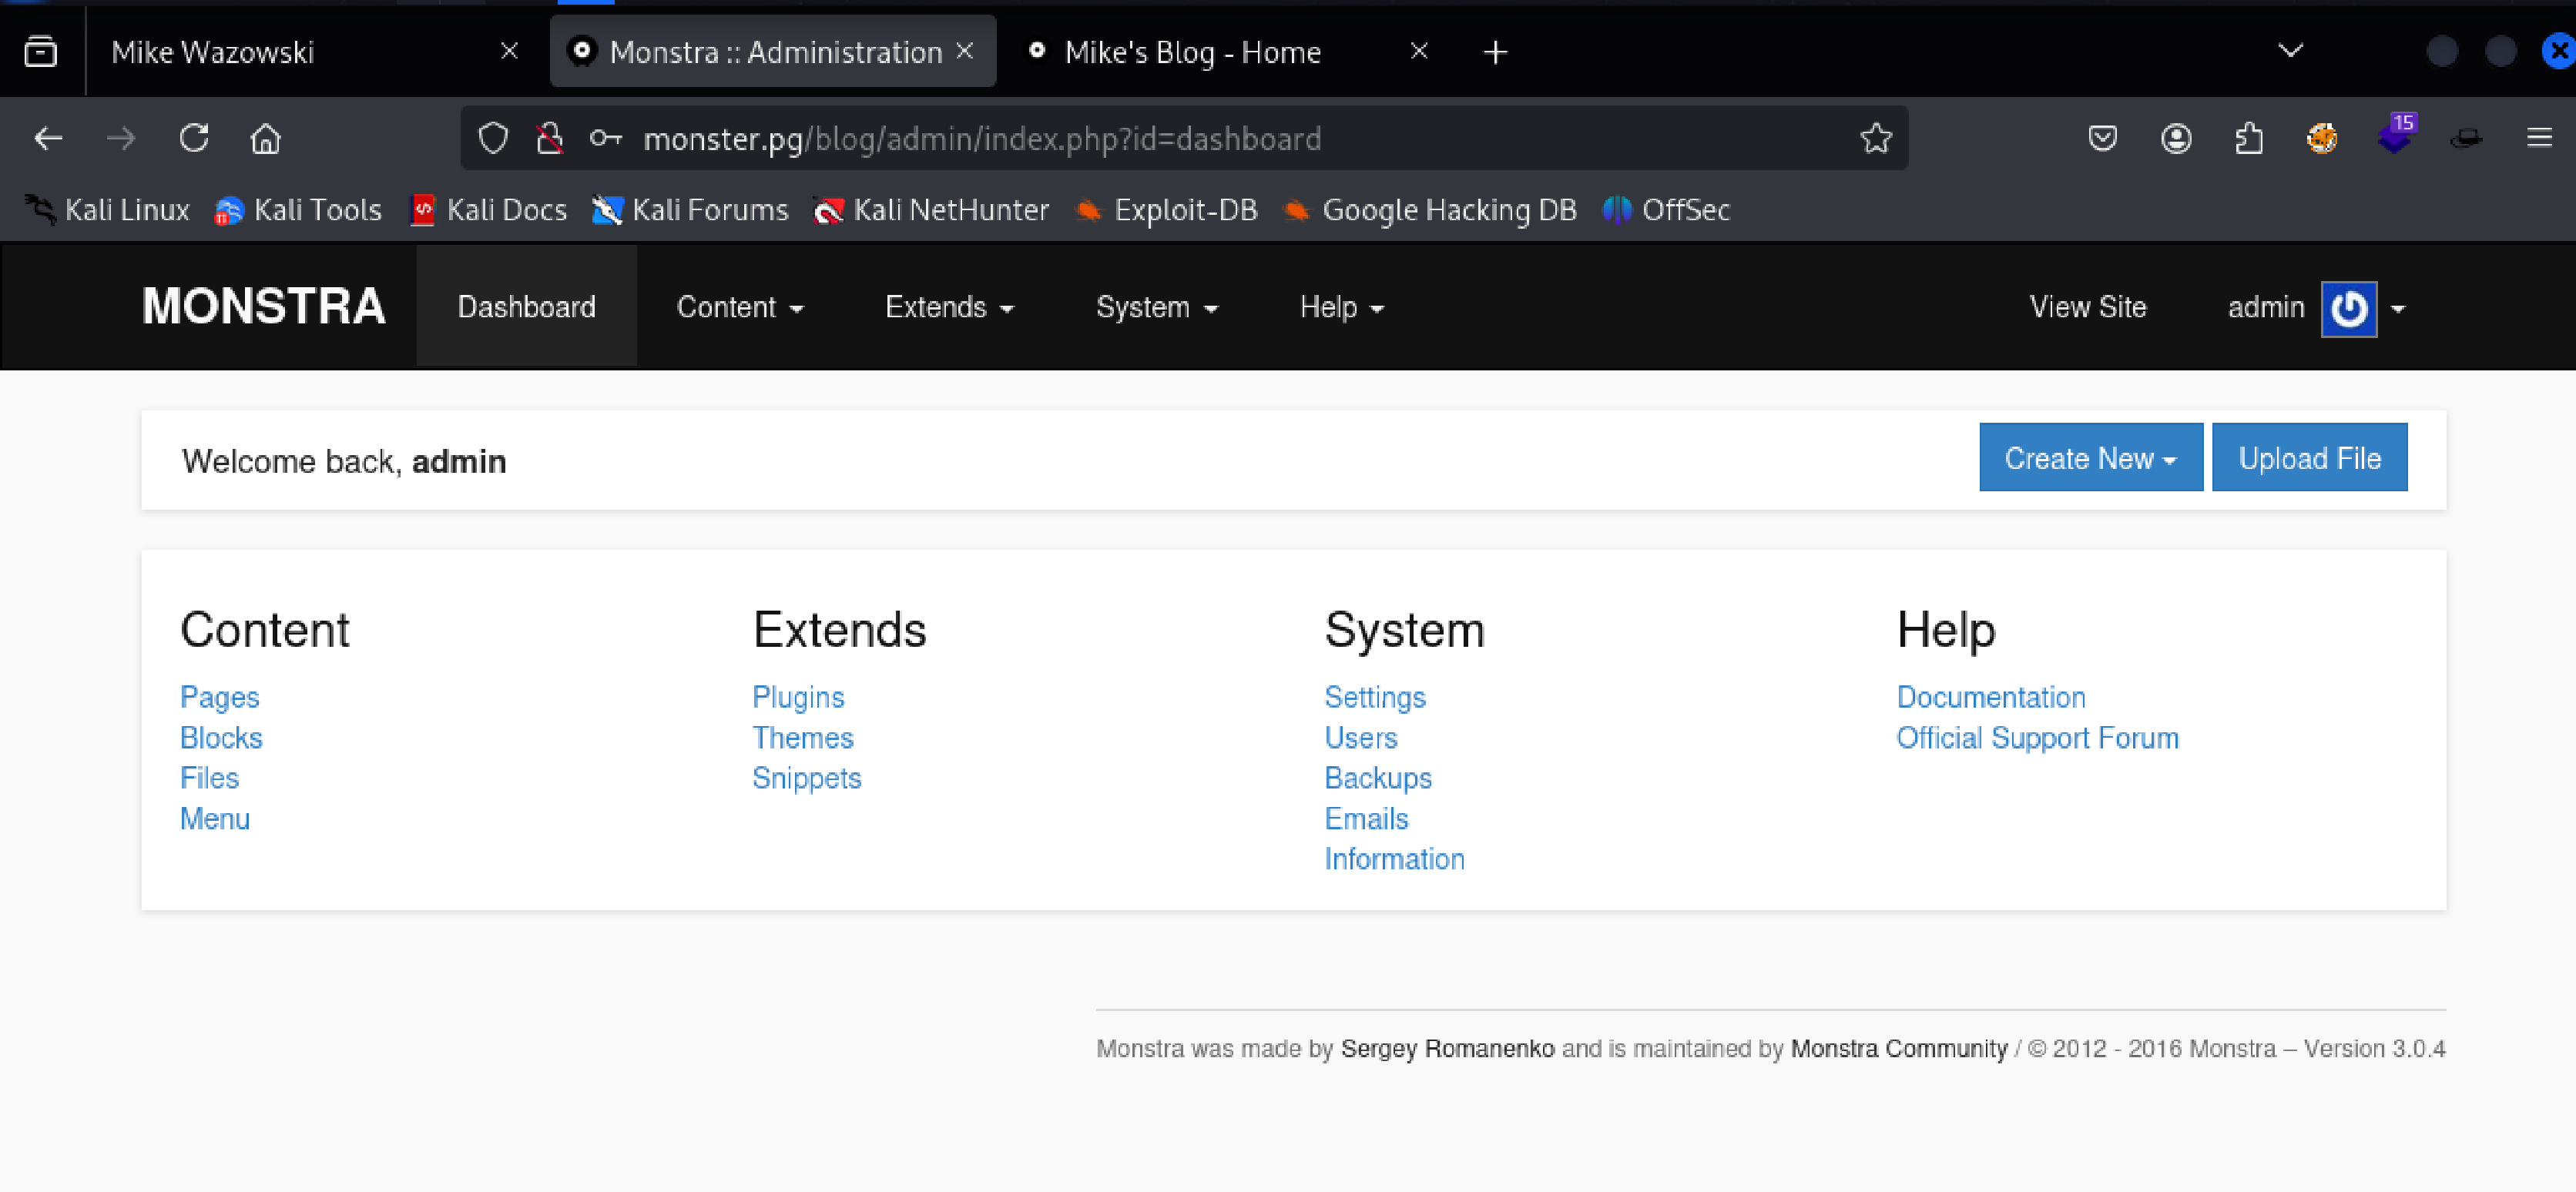 Mike Wazowski
Monstra :: Administration
Mike's Blog - Home
monster.pg/blog/admin/index.php?id=dashboard
15
Kali Linux Kali Tools Kali Docs Kali Forums Kali NetHunter Exploit-DB Google Hacking DB OffSec
MONSTRA Dashboard Content Extends System Help View Site admin
Welcome back, admin
Create New Upload File
Content
Pages
Blocks
Files
Menu
Extends
Plugins
Themes
Snippets
System
Settings
Users
Backups
Emails
Information
Help
Documentation
Official Support Forum
Monstra was made by Sergey Romanenko and is maintained by Monstra Community / © 2012 - 2016 Monstra – Version 3.0.4